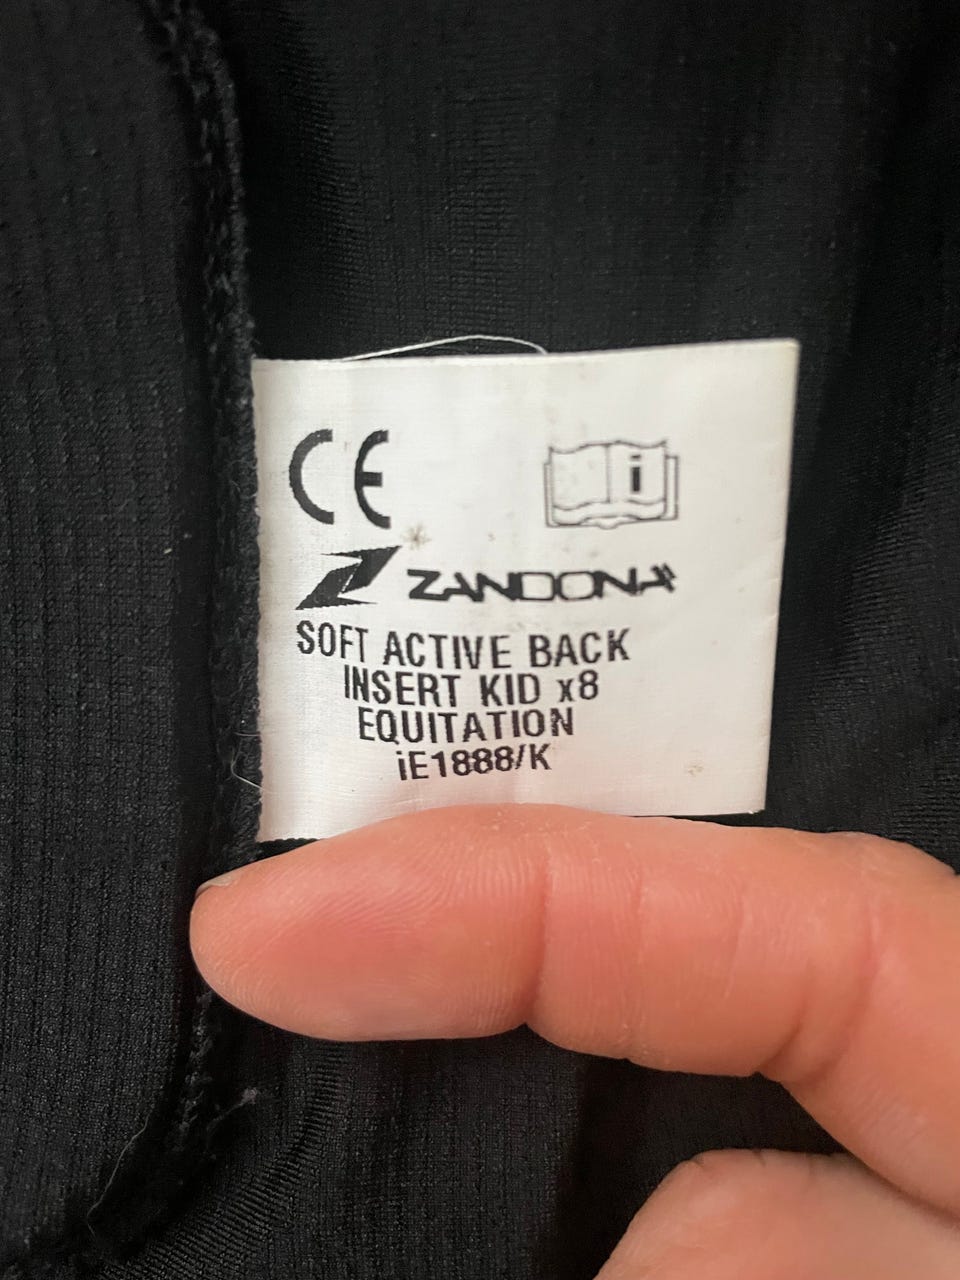 CE
i
ZANDONA
SOFT ACTIVE BACK
INSERT KID x8
EQUITATION
iE1888/K